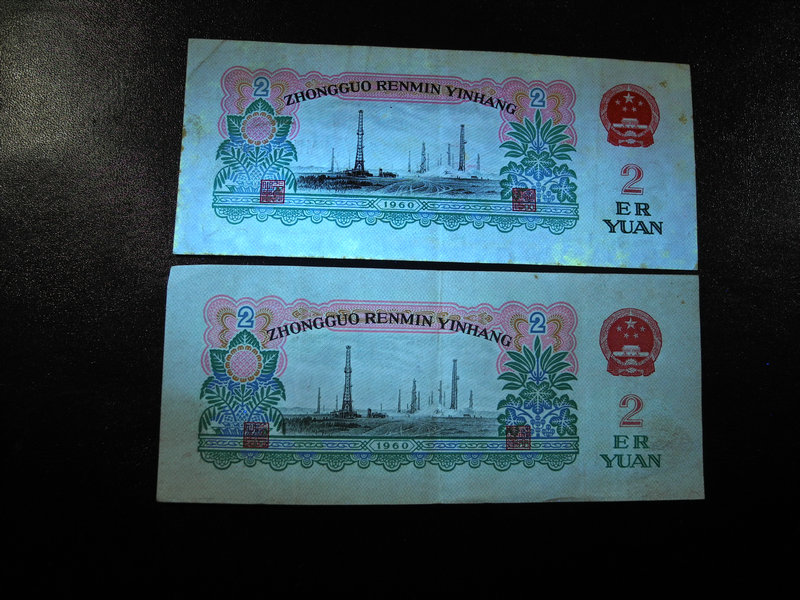 2 2
ZHONGGUO RENMIN YINHANG
2
ER
YUAN
1960
2 2
ZHONGGUO RENMIN YINHANG
2
ER
YUAN
1960